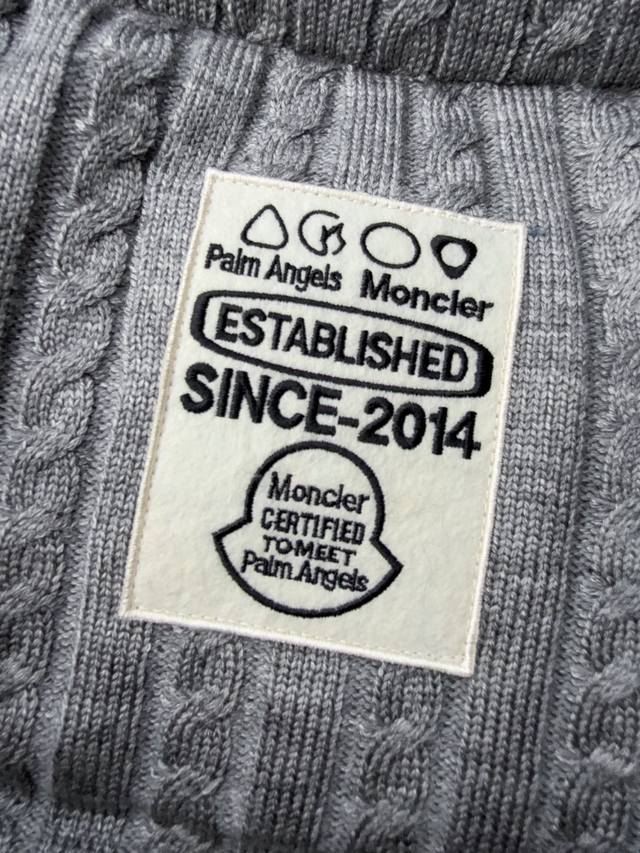 Palm Angels Moncler
ESTABLISHED
SINCE-2014
Moncler
CERTIFIED
TO MEET
Palm Angels